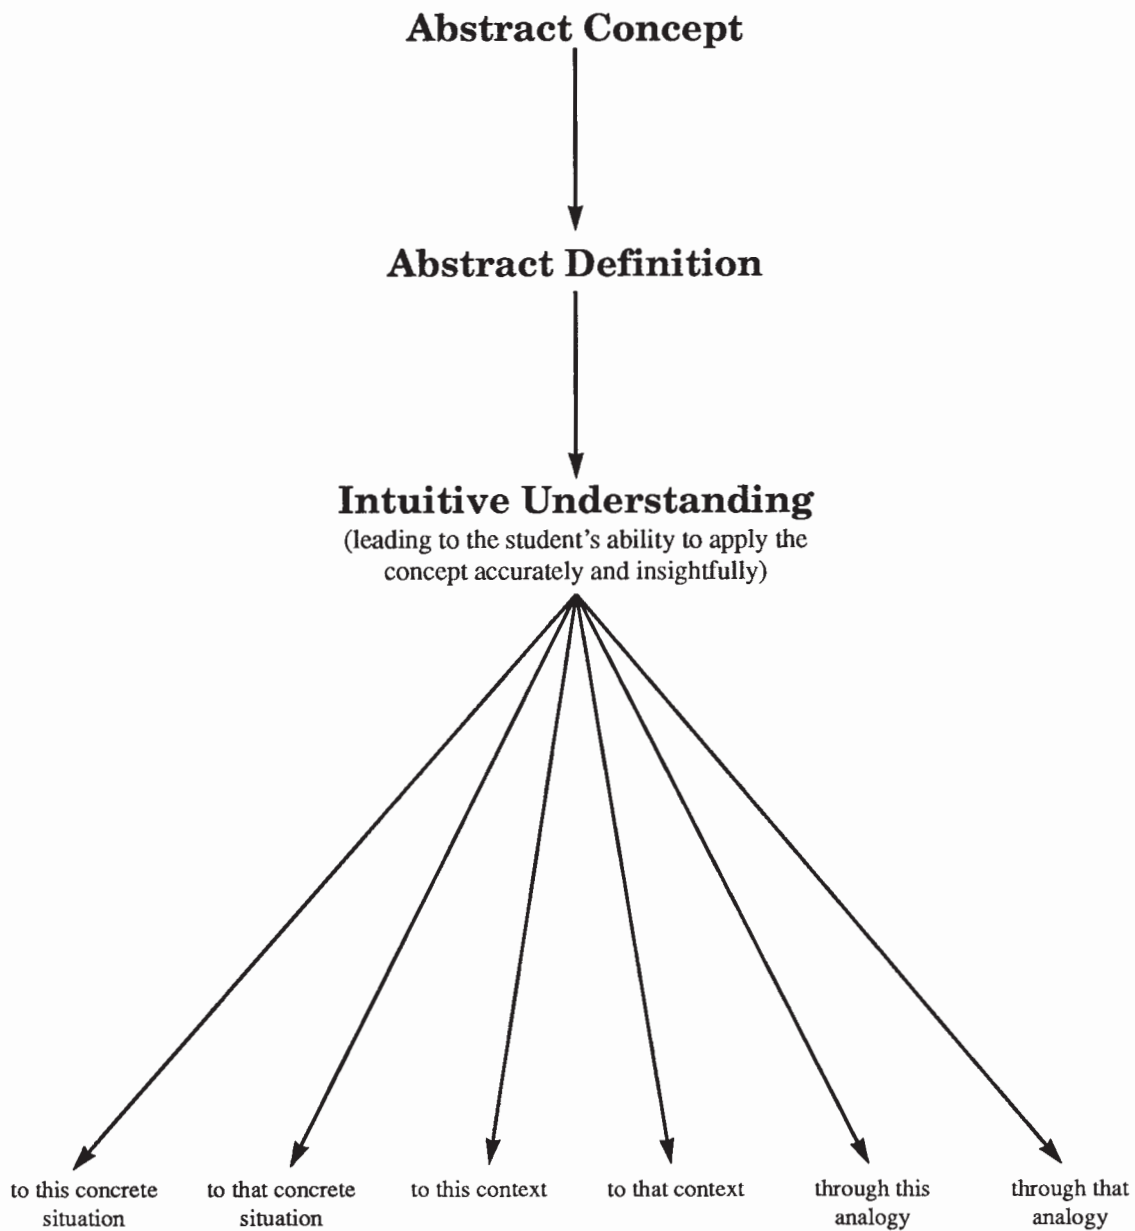 Abstract Concept
Abstract Definition
Intuitive Understanding
(leading to the student's ability to apply the
concept accurately and insightfully)
to this concrete
situation
to that concrete
situation
to this context
to that context
through this
analogy
through that
analogy